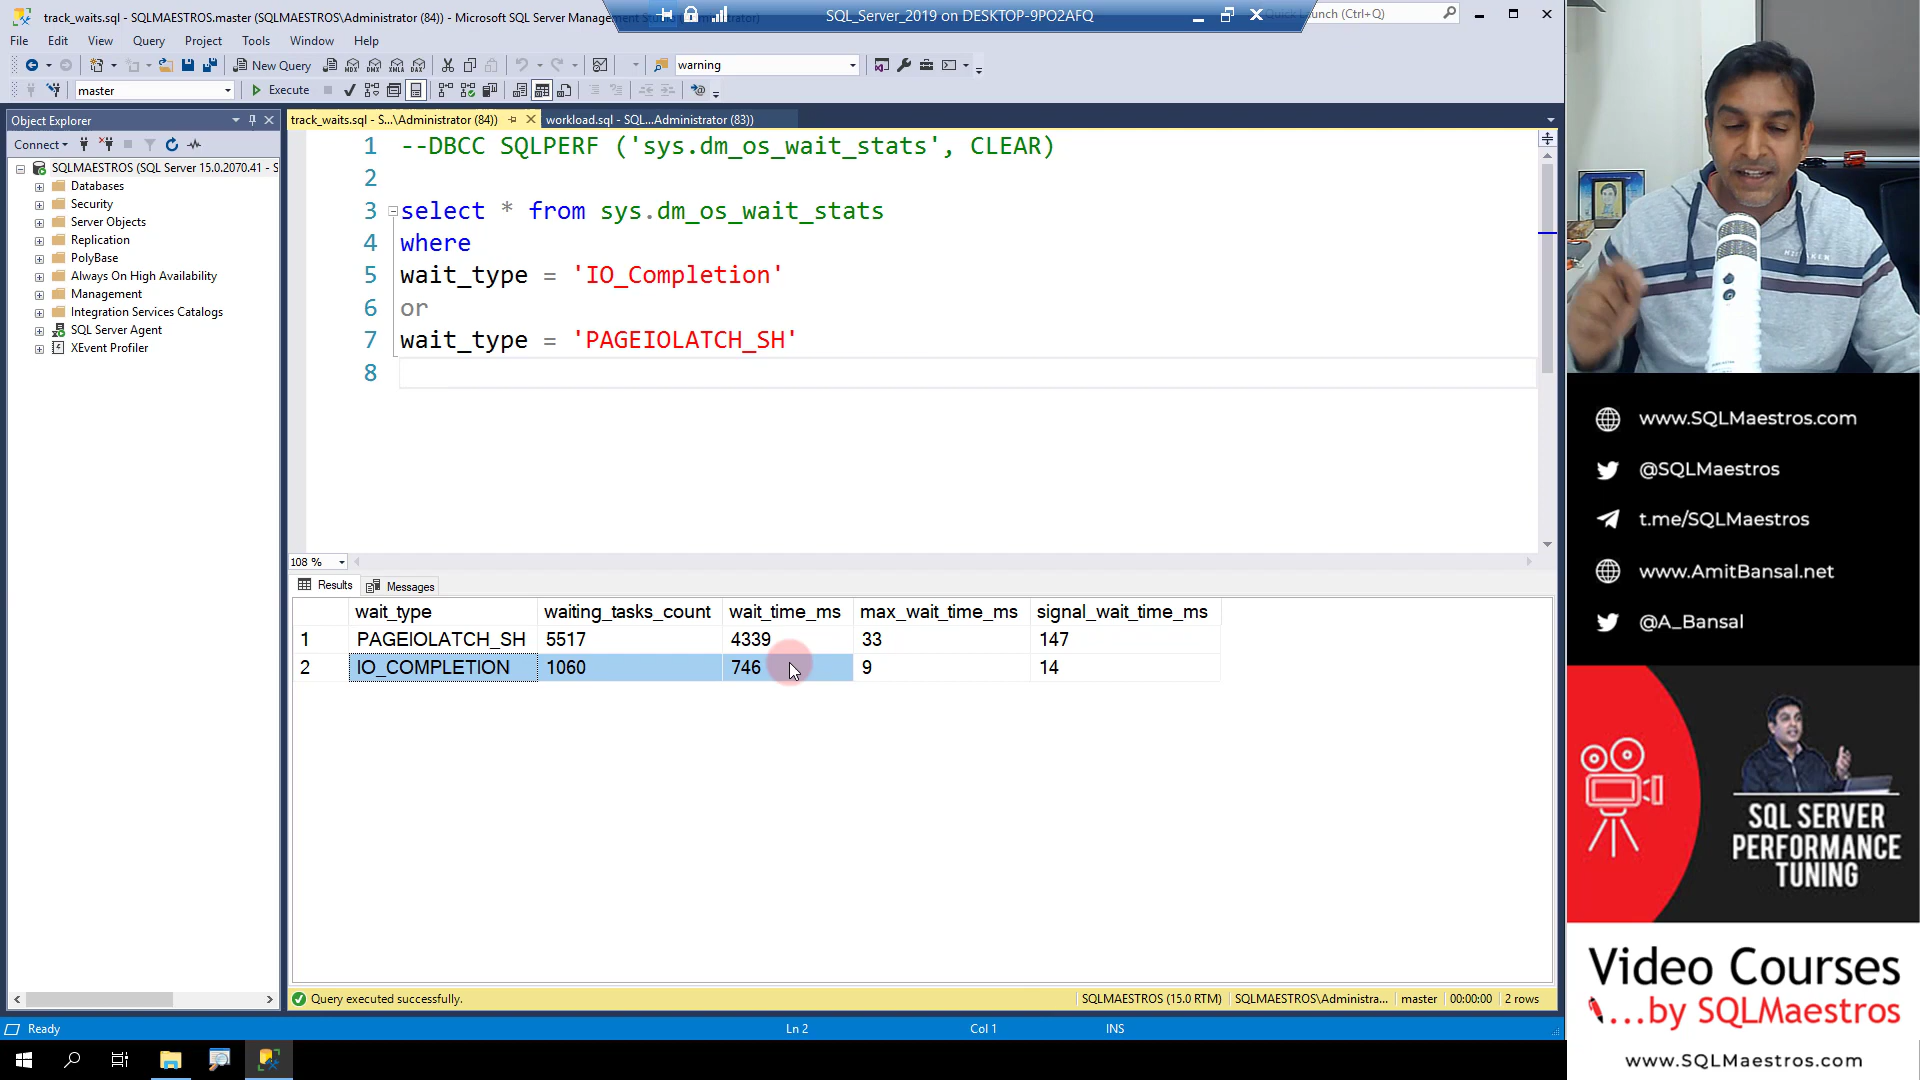 track_waits.sql - SQLMAESTROS.master (SQLMAESTROS\Administrator (84)) - Microsoft SQL Server Management
SQL_Server_2019 on DESKTOP-9PO2AFQ
Quick Launch (Ctrl+Q)
File Edit View Query Project Tools Window Help
New Query
MDX DMX XMLA DAX
warning
master
Execute
Object Explorer
track_waits.sql - S...\Administrator (84))
workload.sql - SQL...Administrator (83))
Connect
SQLMAESTROS (SQL Server 15.0.2070.41 - S
Databases
Security
Server Objects
Replication
PolyBase
Always On High Availability
Management
Integration Services Catalogs
SQL Server Agent
XEvent Profiler
1 --DBCC SQLPERF ('sys.dm_os_wait_stats', CLEAR)
2
3 select * from sys.dm_os_wait_stats
4 where
5 wait_type = 'IO_Completion'
6 or
7 wait_type = 'PAGEIOLATCH_SH'
8
108 %
Results Messages
wait_type waiting_tasks_count wait_time_ms max_wait_time_ms signal_wait_time_ms
1 PAGEIOLATCH_SH 5517 4339 33 147
2 IO_COMPLETION 1060 746 9 14
Query executed successfully.
SQLMAESTROS (15.0 RTM) SQLMAESTROS\Administra... master 00:00:00 2 rows
Ready Ln 2 Col 1 INS
www.SQLMaestros.com
@SQLMaestros
t.me/SQLMaestros
www.AmitBansal.net
@A_Bansal
SQL SERVER
PERFORMANCE
TUNING
Video Courses
...by SQLMaestros
www.SQLMaestros.com